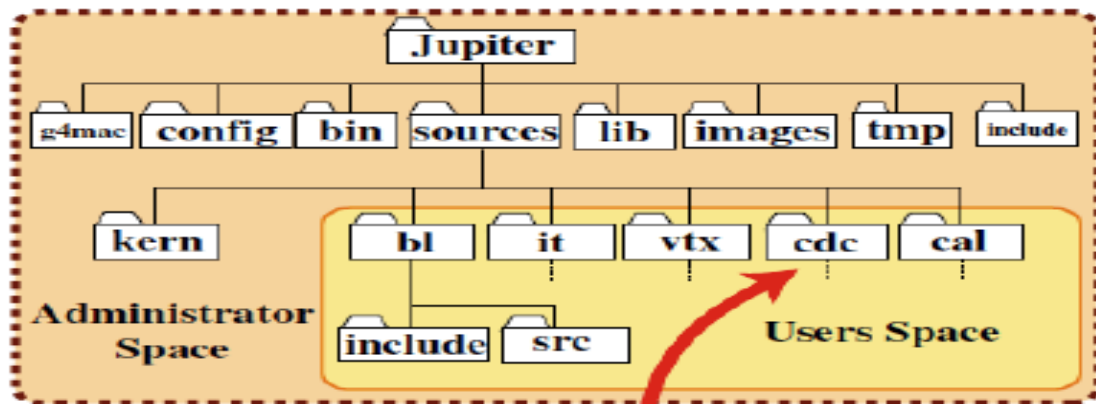 Jupiter
g4mac config bin sources lib images tmp include
kern bl it vtx cdc cal
Administrator
Space
include src
Users Space